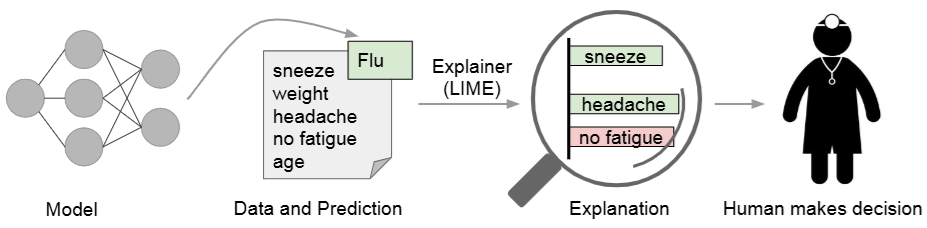 Flu
sneeze
weight
headache
no fatigue
age
Explainer
(LIME)
sneeze
headache
no fatigue
Model
Data and Prediction
Explanation
Human makes decision